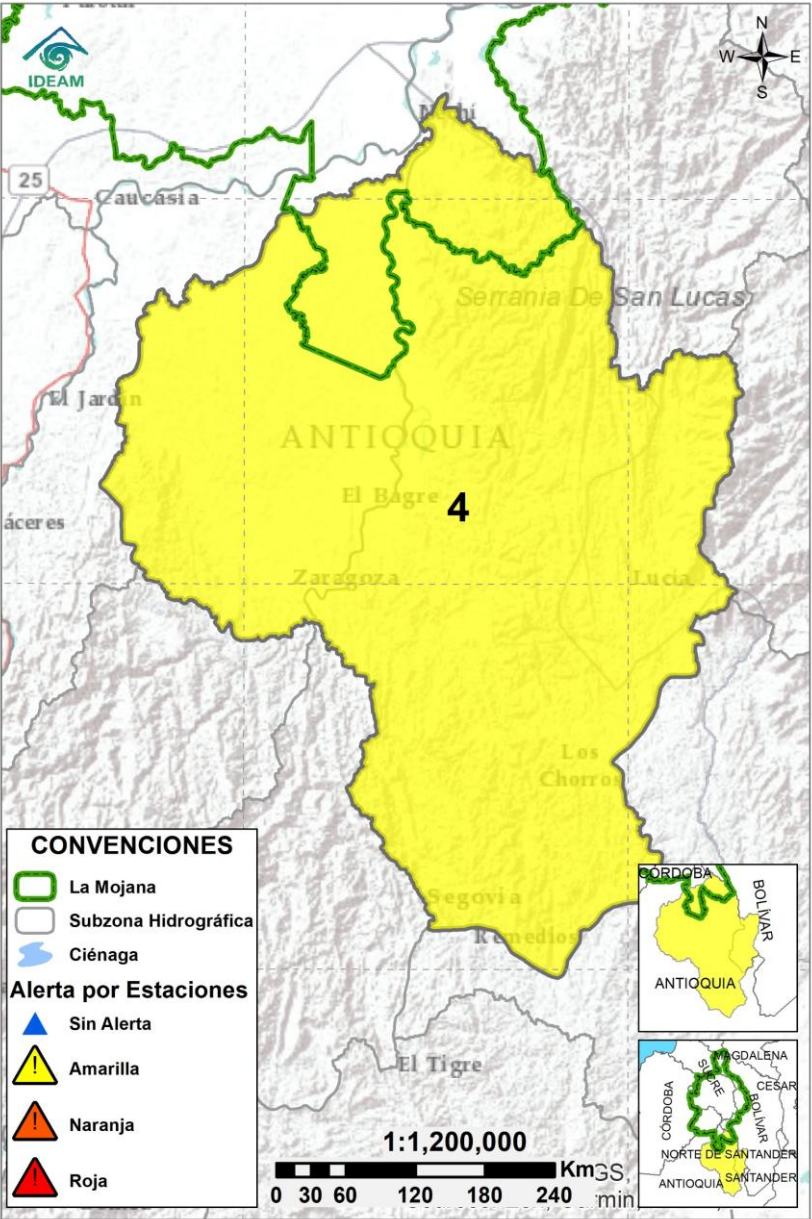 IDEAM
N
W E
S
25
Caucasia
Serrania De San Lucas
El Jardin
ANTIOQUIA
El Bagre
4
áceres
Zaragoza
Lucia
Los
Chorros
Segovia
Remedios
El Tigre
CONVENCIONES
La Mojana
Subzona Hidrográfica
Ciénaga
Alerta por Estaciones
Sin Alerta
Amarilla
Naranja
Roja
1:1,200,000
Km
0 30 60 120 180 240
CÓRDOBA
BOLÍVAR
ANTIOQUIA
MAGDALENA
SUCRE
CESAR
CÓRDOBA
BOLÍVAR
NORTE DE SANTANDER
ANTIOQUIA
SANTANDER